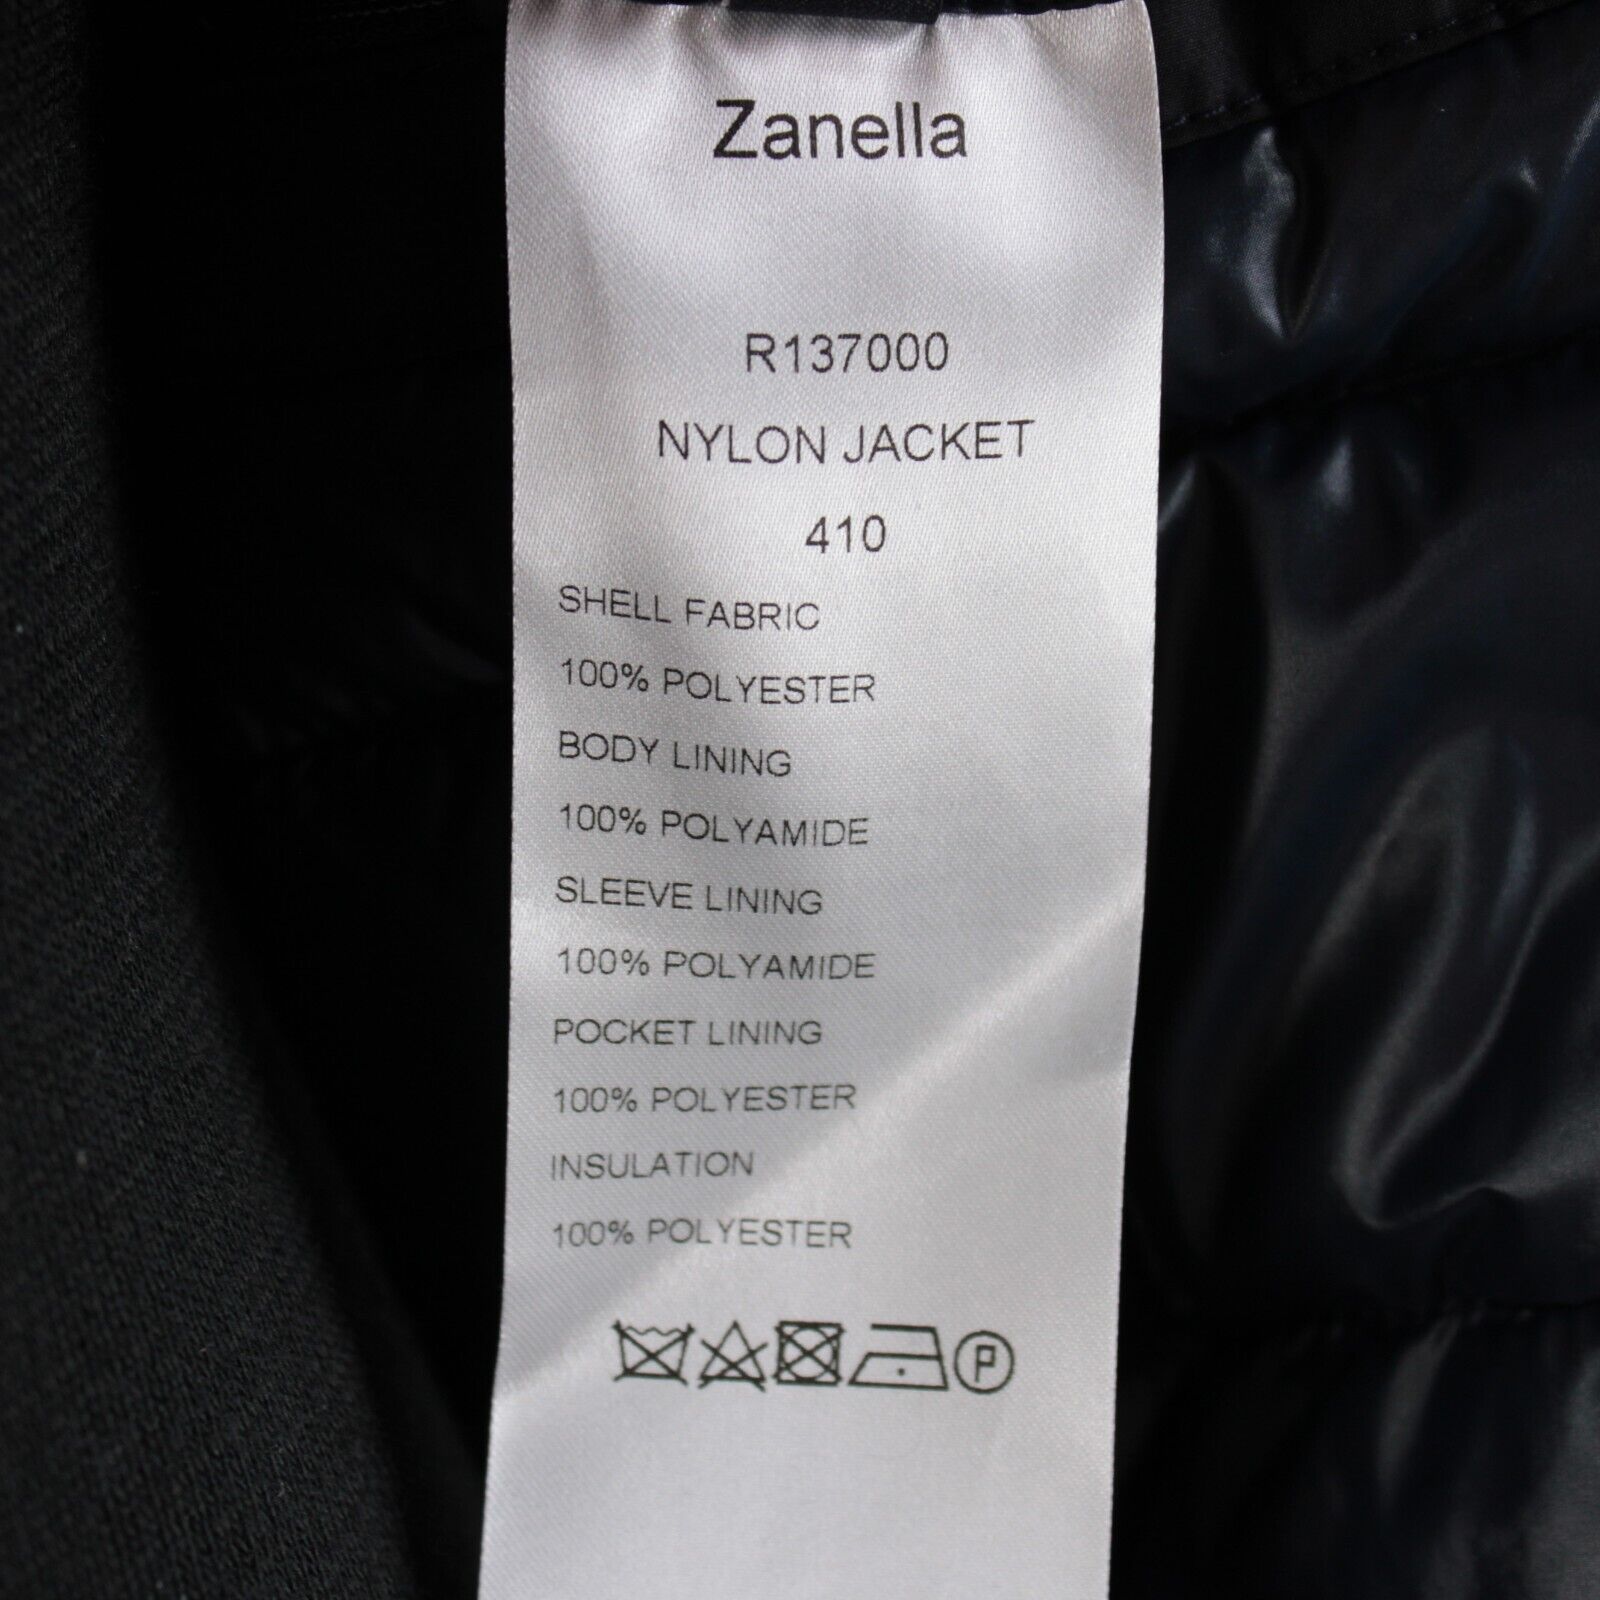 Zanella
R137000
NYLON JACKET
410
SHELL FABRIC
100% POLYESTER
BODY LINING
100% POLYAMIDE
SLEEVE LINING
100% POLYAMIDE
POCKET LINING
100% POLYESTER
INSULATION
100% POLYESTER
P